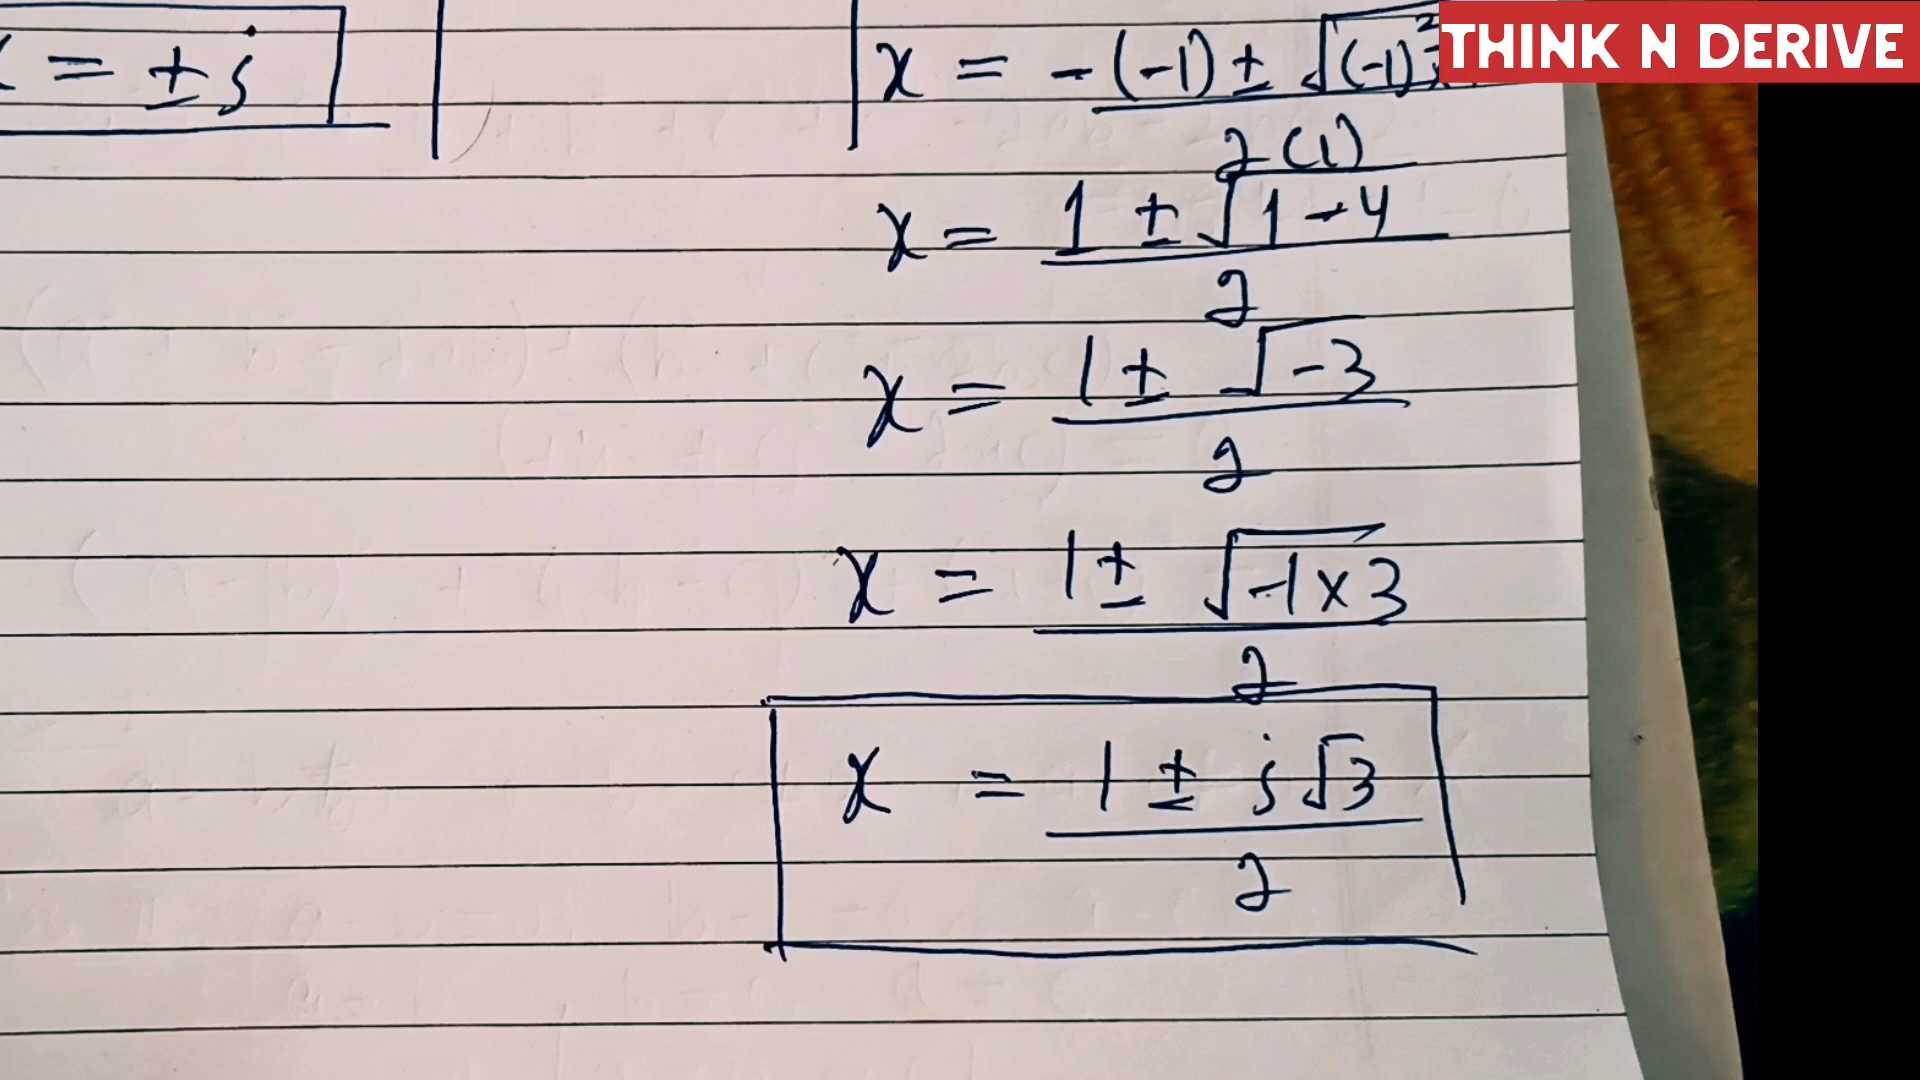 THINK N DERIVE
x = ± i
x = -(-1) ± √(-1)²
2(1)
x = 1 ± √1-4
2
x = 1 ± √-3
2
x = 1 ± √-1×3
2
x = 1 ± i√3
2